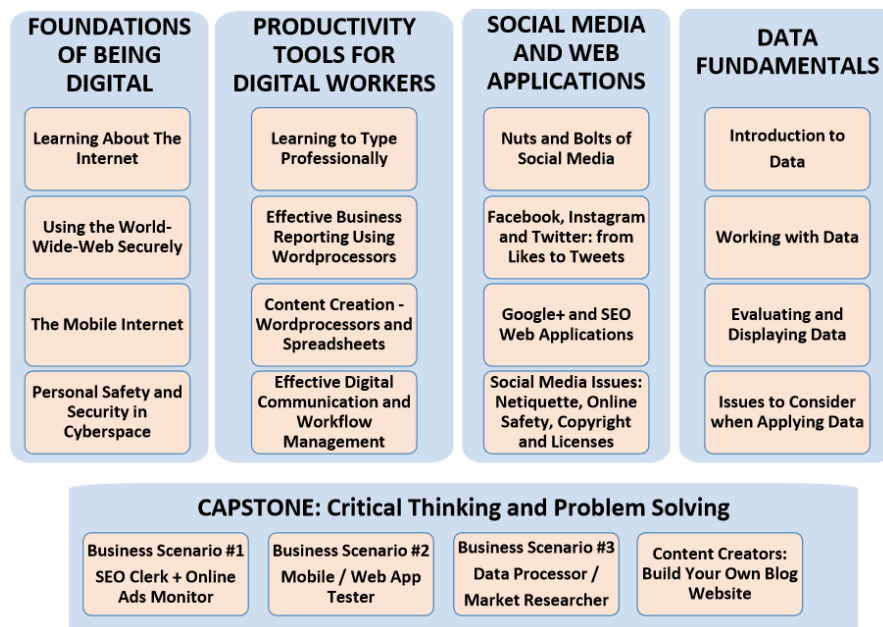 FOUNDATIONS
OF BEING
DIGITAL
Learning About The
Internet
Using the World-
Wide-Web Securely
The Mobile Internet
Personal Safety and
Security in
Cyberspace
PRODUCTIVITY
TOOLS FOR
DIGITAL WORKERS
Learning to Type
Professionally
Effective Business
Reporting Using
Wordprocessors
Content Creation -
Wordprocessors and
Spreadsheets
Effective Digital
Communication and
Workflow
Management
SOCIAL MEDIA
AND WEB
APPLICATIONS
Nuts and Bolts of
Social Media
Facebook, Instagram
and Twitter: from
Likes to Tweets
Google+ and SEO
Web Applications
Social Media Issues:
Netiquette, Online
Safety, Copyright
and Licenses
DATA
FUNDAMENTALS
Introduction to
Data
Working with Data
Evaluating and
Displaying Data
Issues to Consider
when Applying Data
CAPSTONE: Critical Thinking and Problem Solving
Business Scenario #1
SEO Clerk + Online
Ads Monitor
Business Scenario #2
Mobile / Web App
Tester
Business Scenario #3
Data Processor /
Market Researcher
Content Creators:
Build Your Own Blog
Website